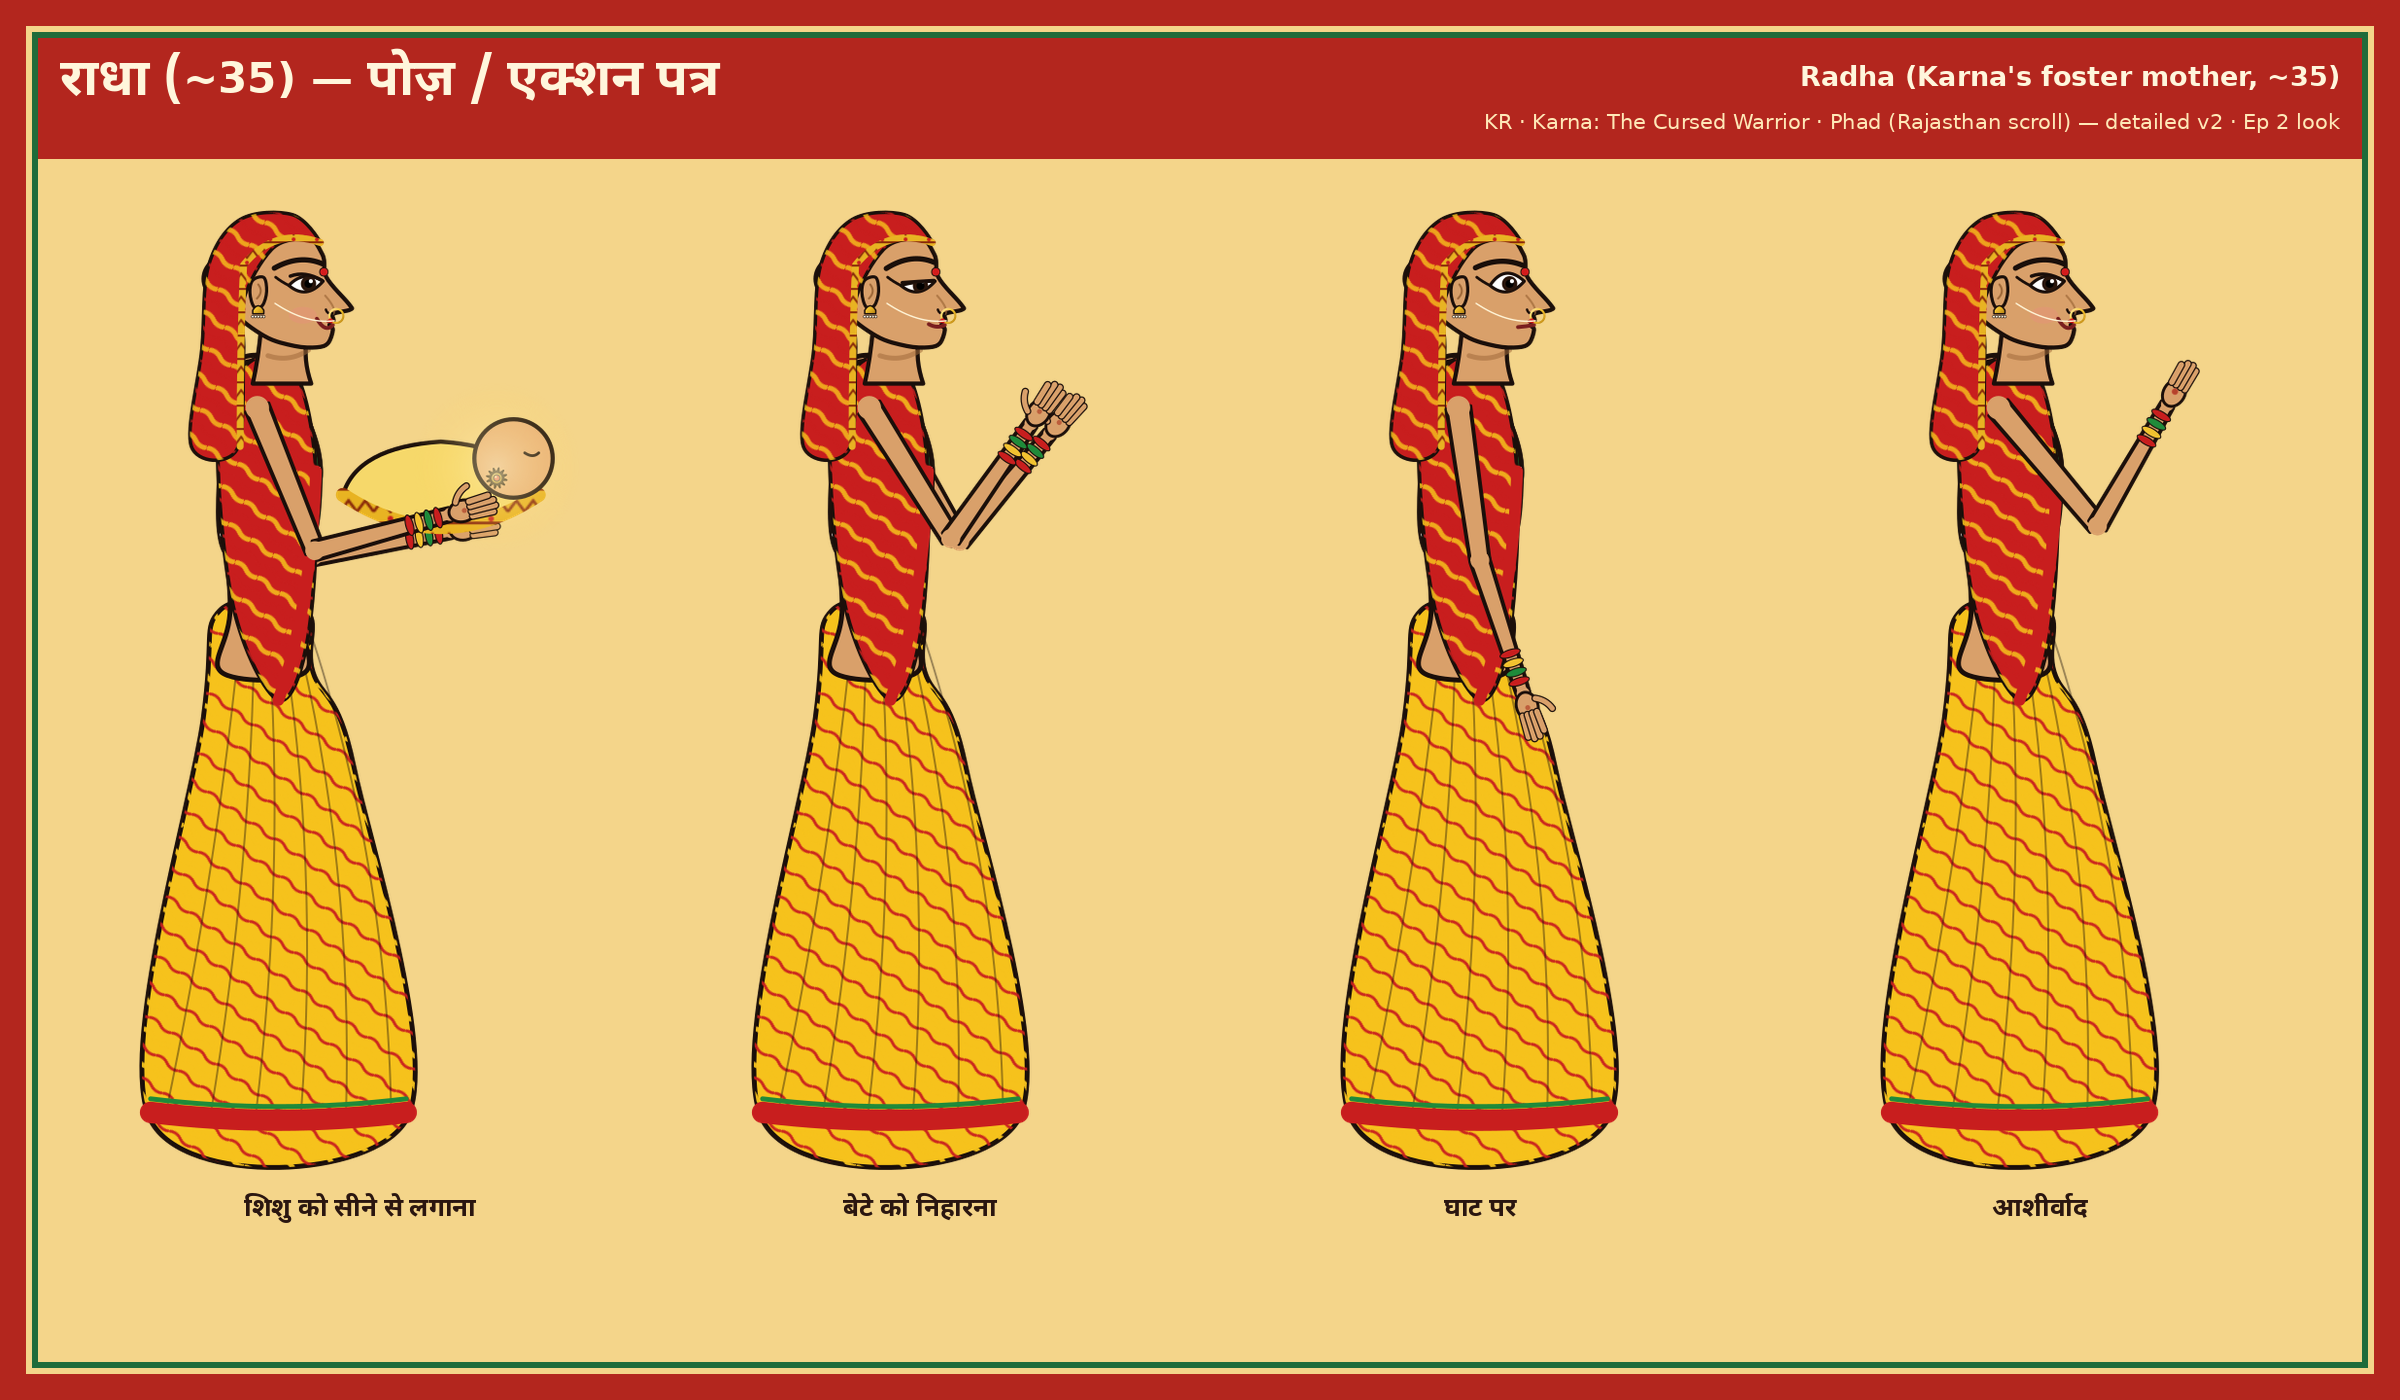 राधा (~35) — पोज़ / एक्शन पत्र
Radha (Karna's foster mother, ~35)
KR · Karna: The Cursed Warrior · Phad (Rajasthan scroll) — detailed v2 · Ep 2 look
शिशु को सीने से लगाना
बेटे को निहारना
घाट पर
आशीर्वाद